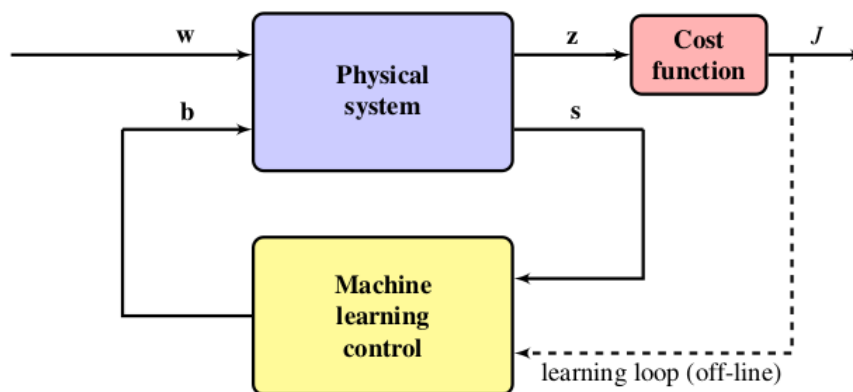 w
z
Cost
function
J
Physical
system
b
s
Machine
learning
control
learning loop (off-line)